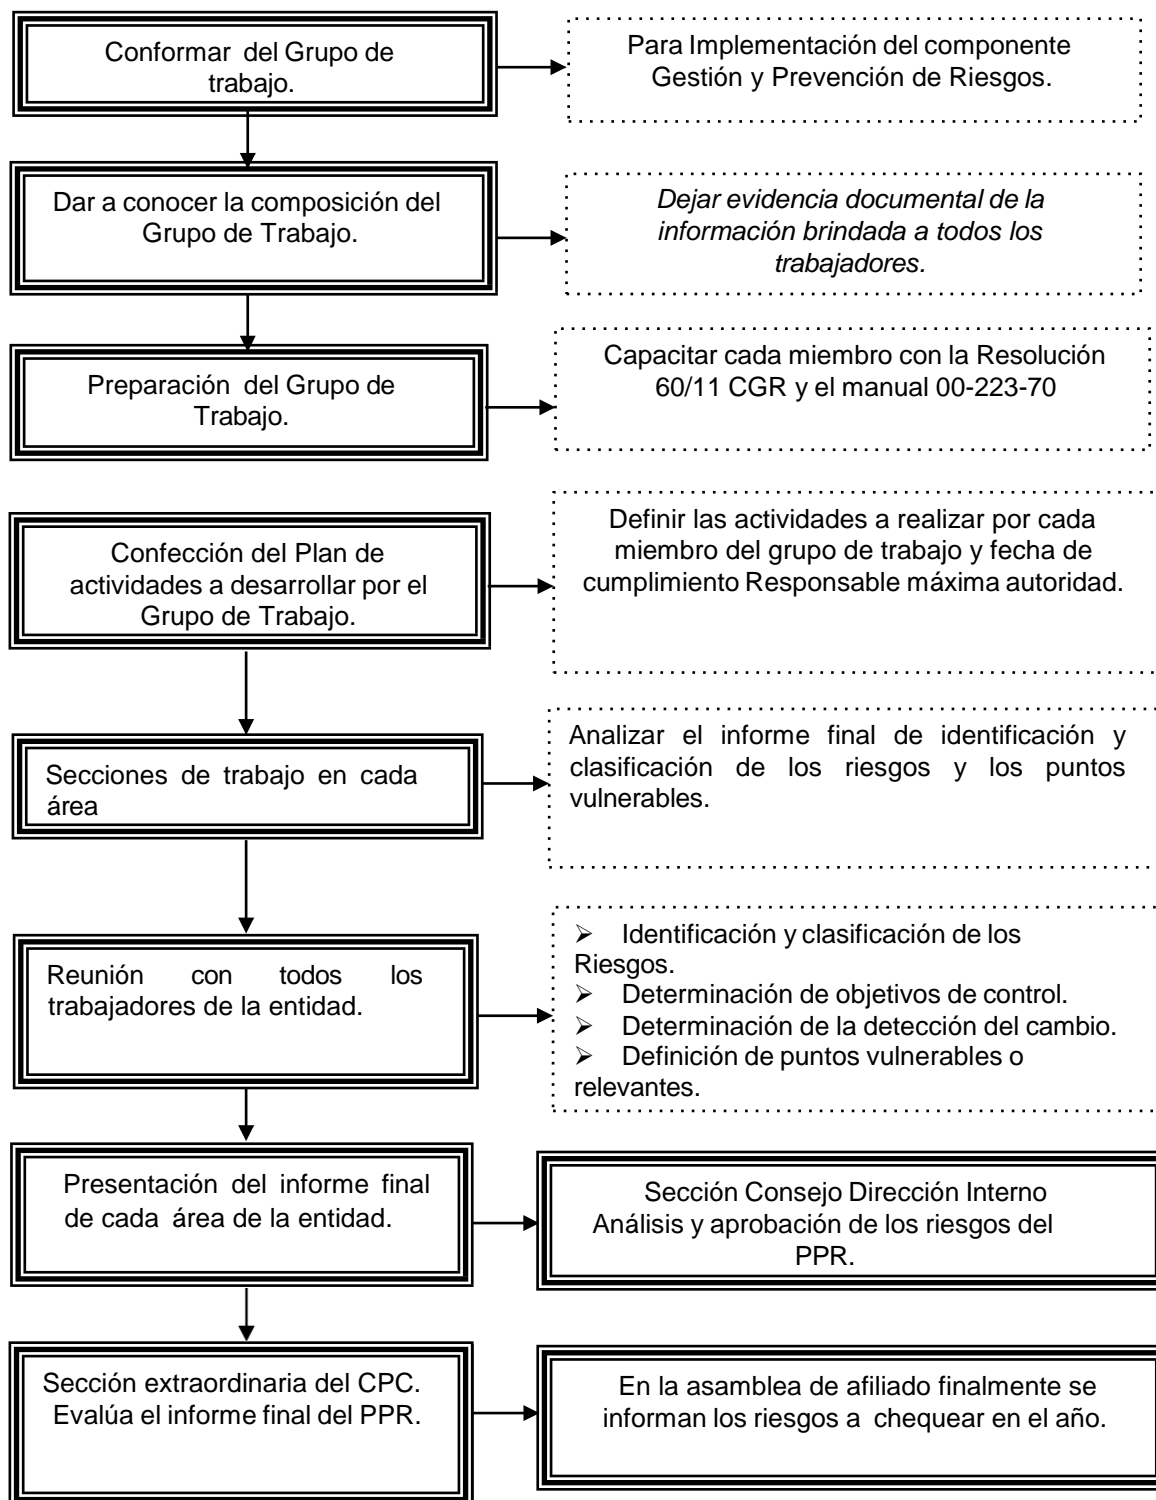 Conformar del Grupo de
trabajo.
Para Implementación del componente
Gestión y Prevención de Riesgos.
Dar a conocer la composición del
Grupo de Trabajo.
Dejar evidencia documental de la
información brindada a todos los
trabajadores.
Preparación del Grupo de
Trabajo.
Capacitar cada miembro con la Resolución
60/11 CGR y el manual 00-223-70
Confección del Plan de
actividades a desarrollar por el
Grupo de Trabajo.
Definir las actividades a realizar por cada
miembro del grupo de trabajo y fecha de
cumplimiento Responsable máxima autoridad.
Secciones de trabajo en cada
área
Analizar el informe final de identificación y
clasificación de los riesgos y los puntos
vulnerables.
Reunión con todos los
trabajadores de la entidad.
➢ Identificación y clasificación de los
Riesgos.
➢ Determinación de objetivos de control.
➢ Determinación de la detección del cambio.
➢ Definición de puntos vulnerables o
relevantes.
Presentación del informe final
de cada área de la entidad.
Sección Consejo Dirección Interno
Análisis y aprobación de los riesgos del
PPR.
Sección extraordinaria del CPC.
Evalúa el informe final del PPR.
En la asamblea de afiliado finalmente se
informan los riesgos a chequear en el año.